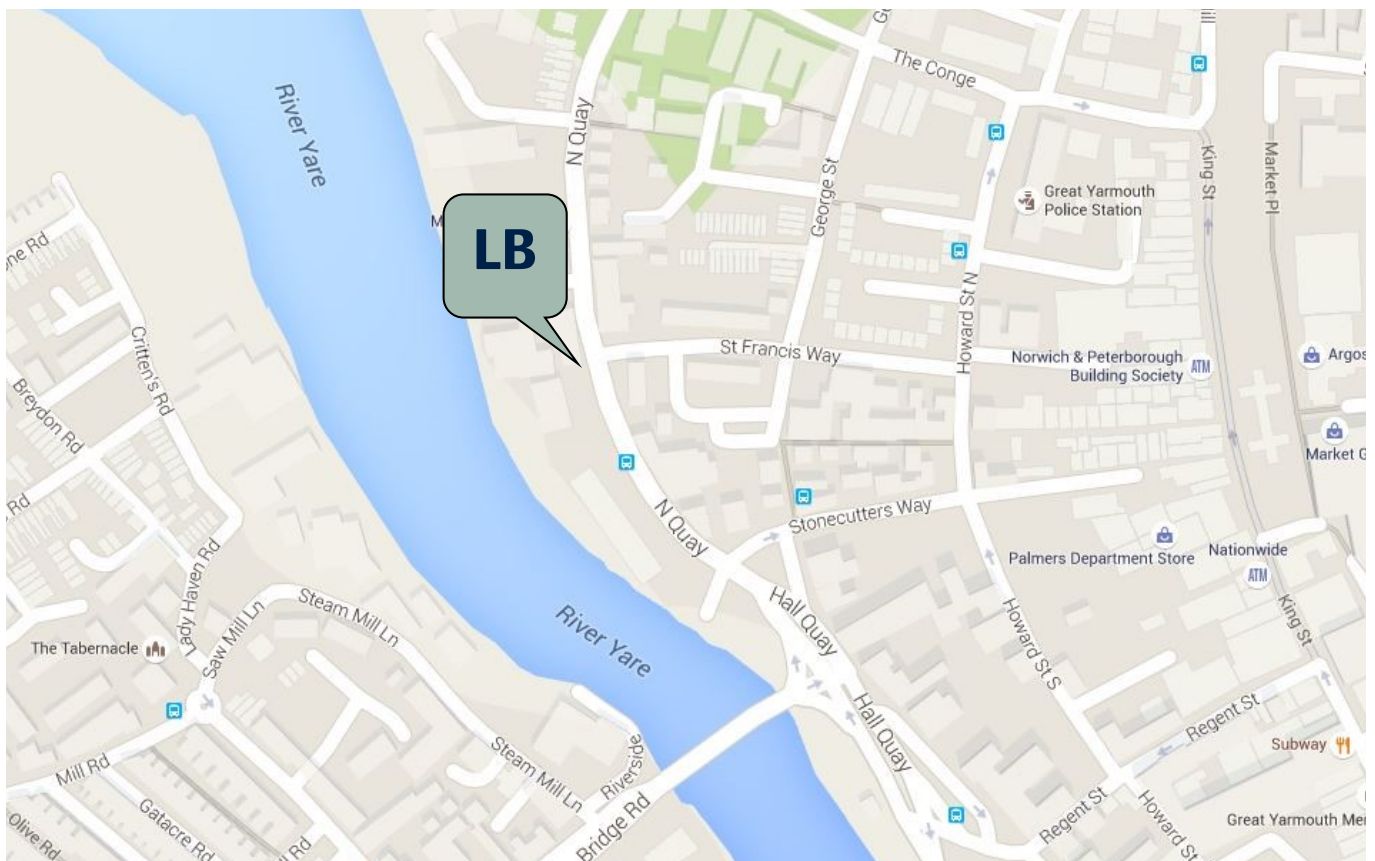 The Conge
River Yare
N Quay
King St
Market Pl
George St
Great Yarmouth
Police Station
LB
Howard St N
St Francis Way
Norwich & Peterborough
Building Society
ATM
Argos
Critten's Rd
Breydon Rd
Rd
Market G
N Quay
Stonecutters Way
Palmers Department Store
Nationwide
ATM
Lady Haven Rd
Saw Mill Ln
Steam Mill Ln
River Yare
Hall Quay
Howard St S
King St
The Tabernacle
Hall Quay
Regent St
Subway
Mill Rd
Steam Mill Ln
Riverside
Bridge Rd
Gatacre Rd
Olive Rd
Regent St
Howard St
Great Yarmouth Mei